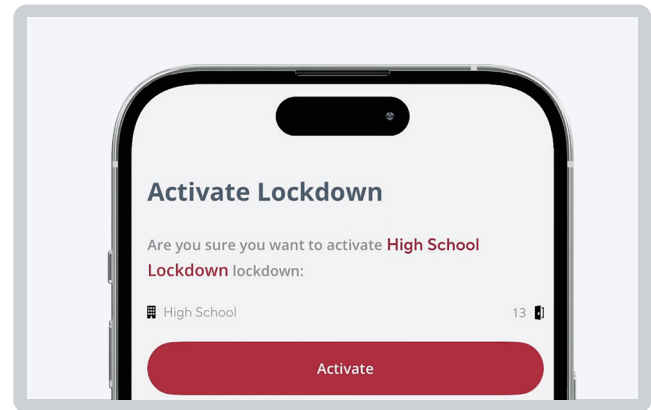 Activate Lockdown
Are you sure you want to activate High School
Lockdown lockdown:
High School 13
Activate